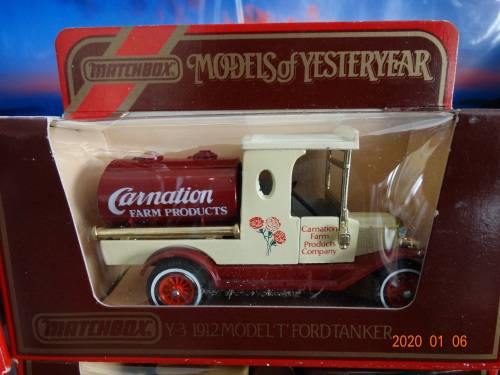 MATCHBOX MODELS of YESTERYEAR
Carnation
FARM PRODUCTS
Carnation
Farm
Products
Company
MATCHBOX Y-3 1912 MODEL 'T' FORD TANKER
2020 01 06